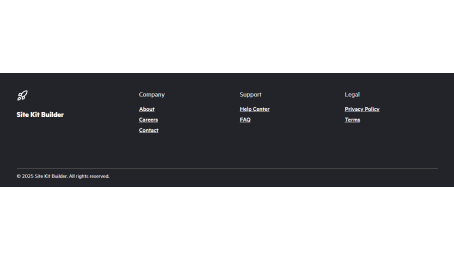 Site Kit Builder
Company
About
Careers
Contact
Support
Help Center
FAQ
Legal
Privacy Policy
Terms
© 2025 Site Kit Builder. All rights reserved.